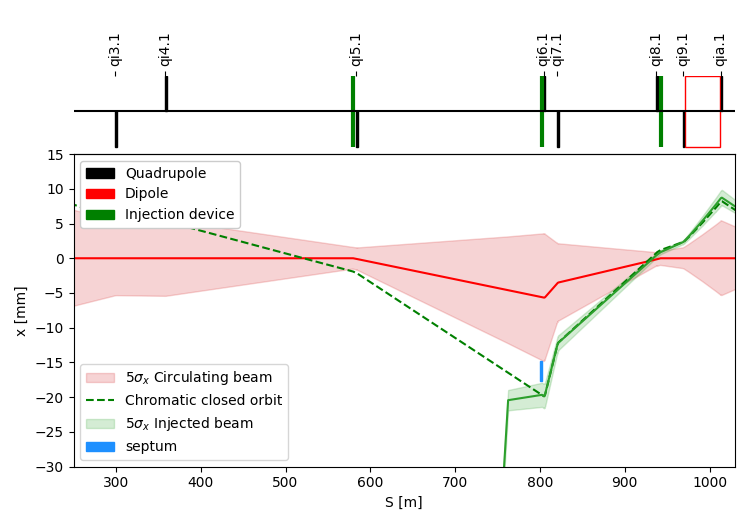 qi3.1
qi4.1
qi5.1
qi6.1
qi7.1
qi8.1
qi9.1
qia.1
15
10
5
0
−5
−10
−15
−20
−25
−30
x [mm]
Quadrupole
Dipole
Injection device
5σx Circulating beam
Chromatic closed orbit
5σx Injected beam
septum
300 400 500 600 700 800 900 1000
S [m]